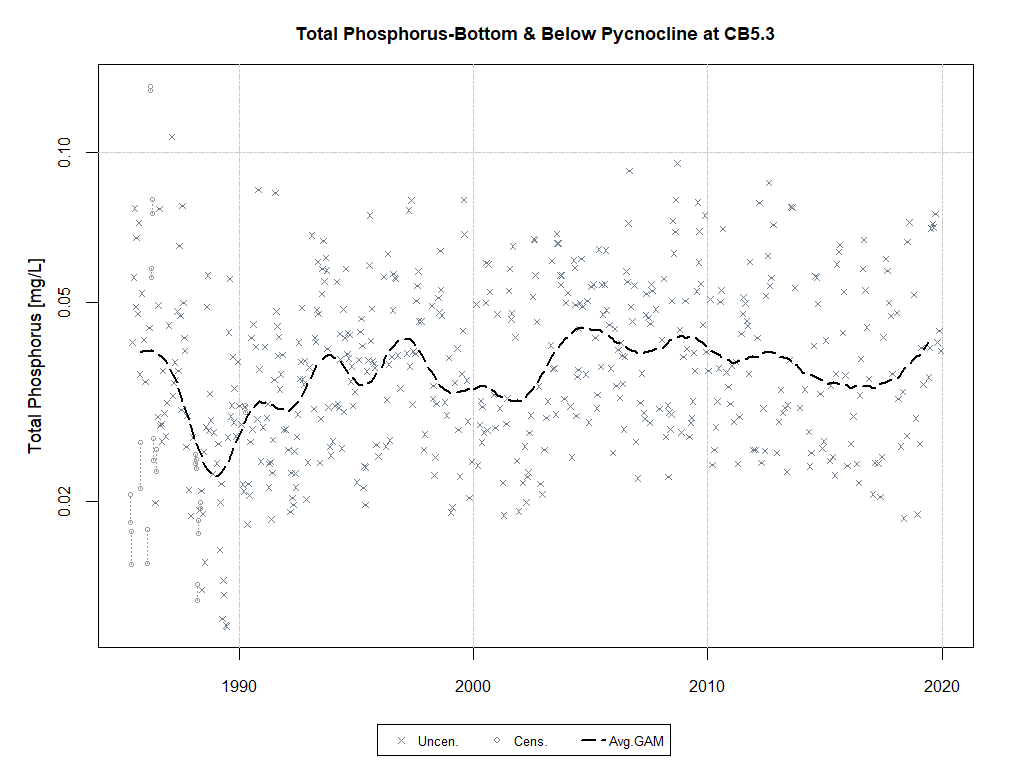 Total Phosphorus-Bottom & Below Pycnocline at CB5.3
Total Phosphorus [mg/L]
0.10
0.05
0.02
1990 2000 2010 2020
Uncen. Cens. Avg.GAM